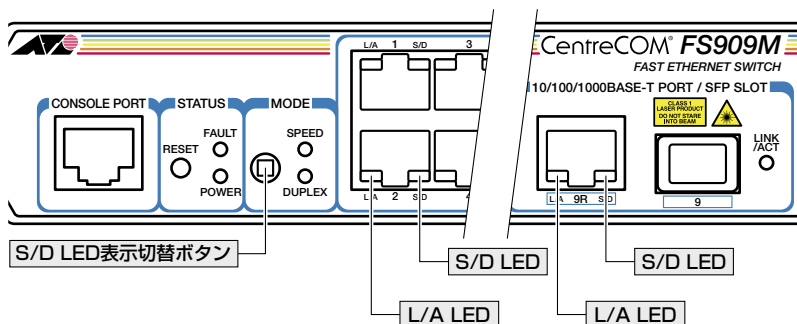 L/A 1 S/D 3
CentreCOM® FS909M
FAST ETHERNET SWITCH
10/100/1000BASE-T PORT / SFP SLOT
CONSOLE PORT
STATUS
MODE
CLASS 1
LASER PRODUCT
DO NOT STARE
INTO BEAM
RESET
FAULT
POWER
SPEED
DUPLEX
LINK
/ACT
L/A 2 S/D 4
L/A 9R S/D
9
S/D LED表示切替ボタン
S/D LED
S/D LED
L/A LED
L/A LED